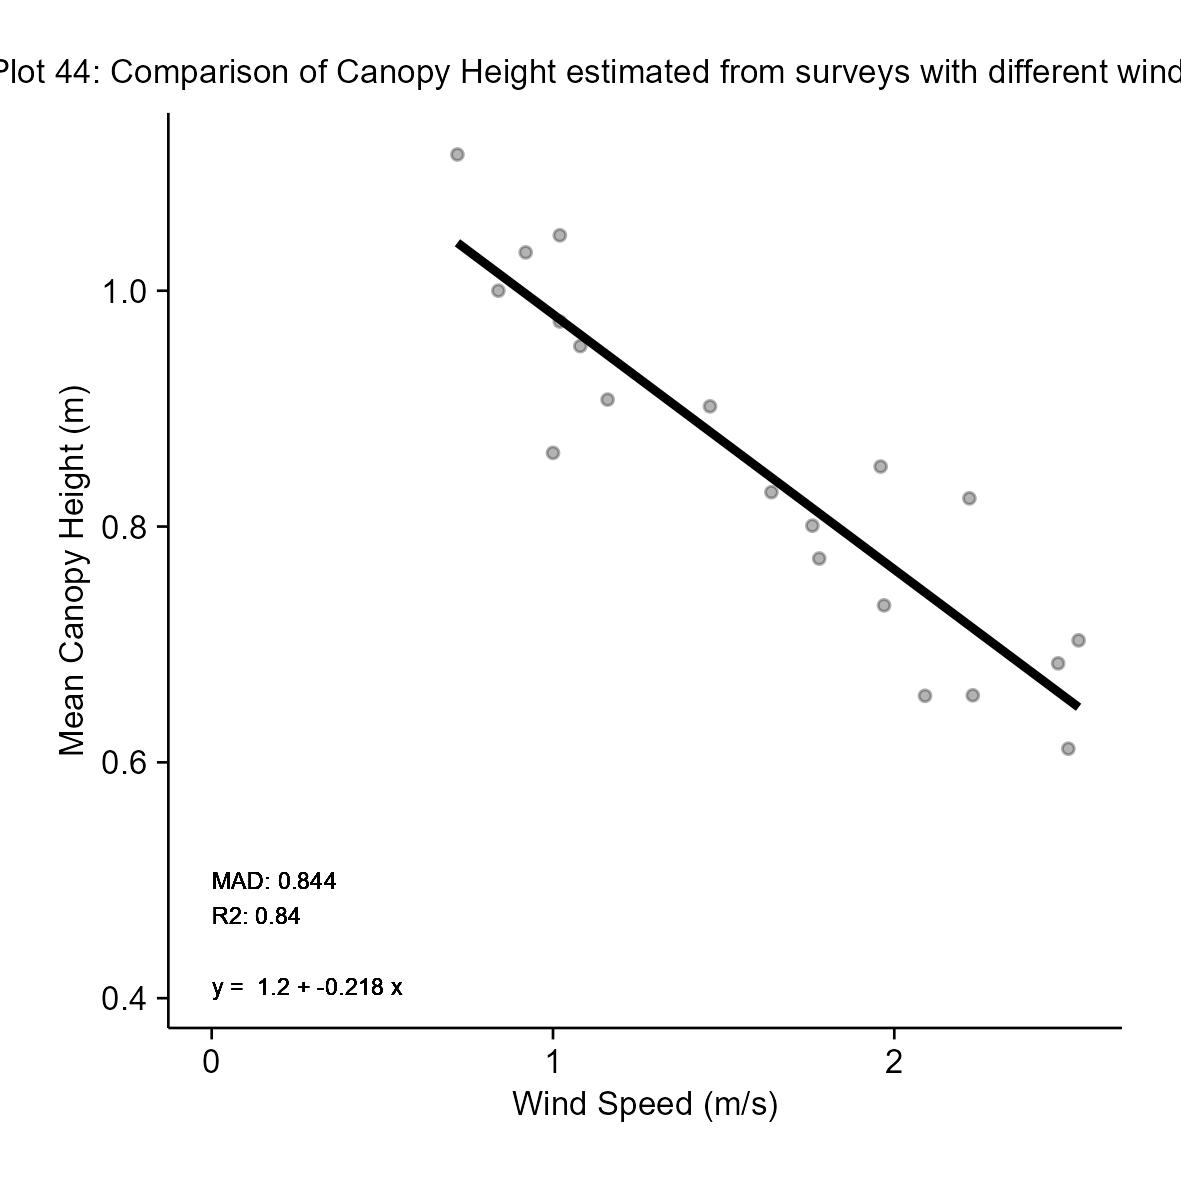 Plot 44: Comparison of Canopy Height estimated from surveys with different wind
1.0
0.8
0.6
0.4
Mean Canopy Height (m)
MAD: 0.844
R2: 0.84
y = 1.2 + -0.218 x
0 1 2
Wind Speed (m/s)